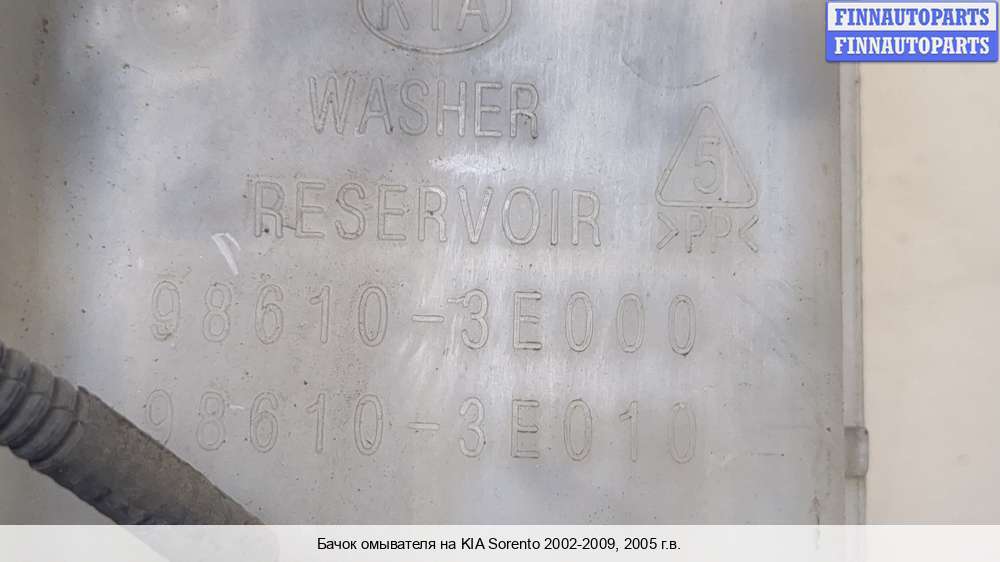 FINNAUTOPARTS
FINNAUTOPARTS
KIA
WASHER
RESERVOIR
5
>PP<
98610-3E000
98610-3E010
Бачок омывателя на KIA Sorento 2002-2009, 2005 г.в.